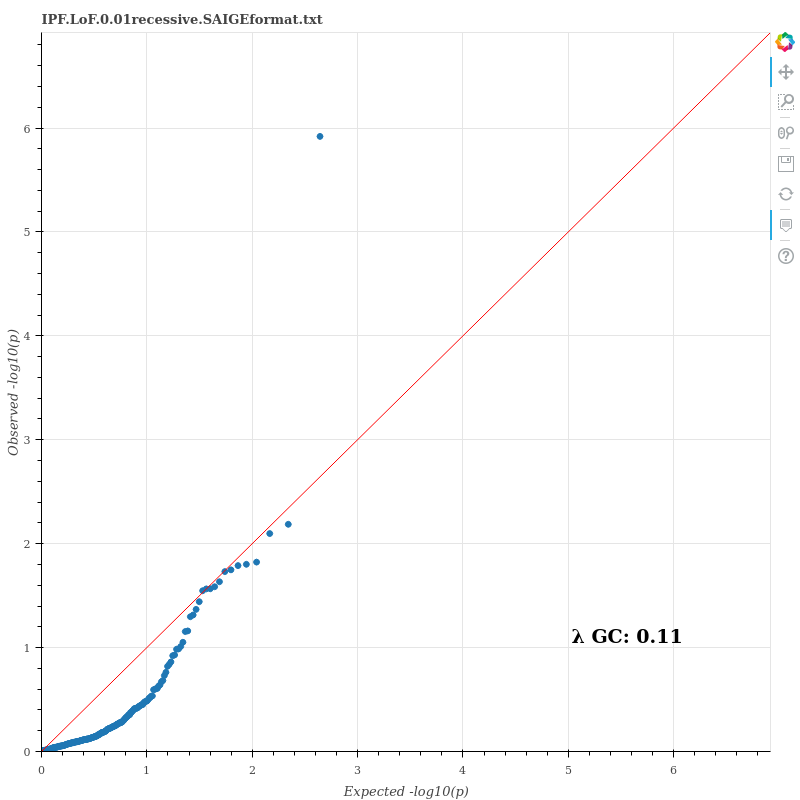 IPF.LoF.0.01recessive.SAIGEformat.txt
6
5
4
3
2
1
0
Observed -log10(p)
λ GC: 0.11
0 1 2 3 4 5 6
Expected -log10(p)